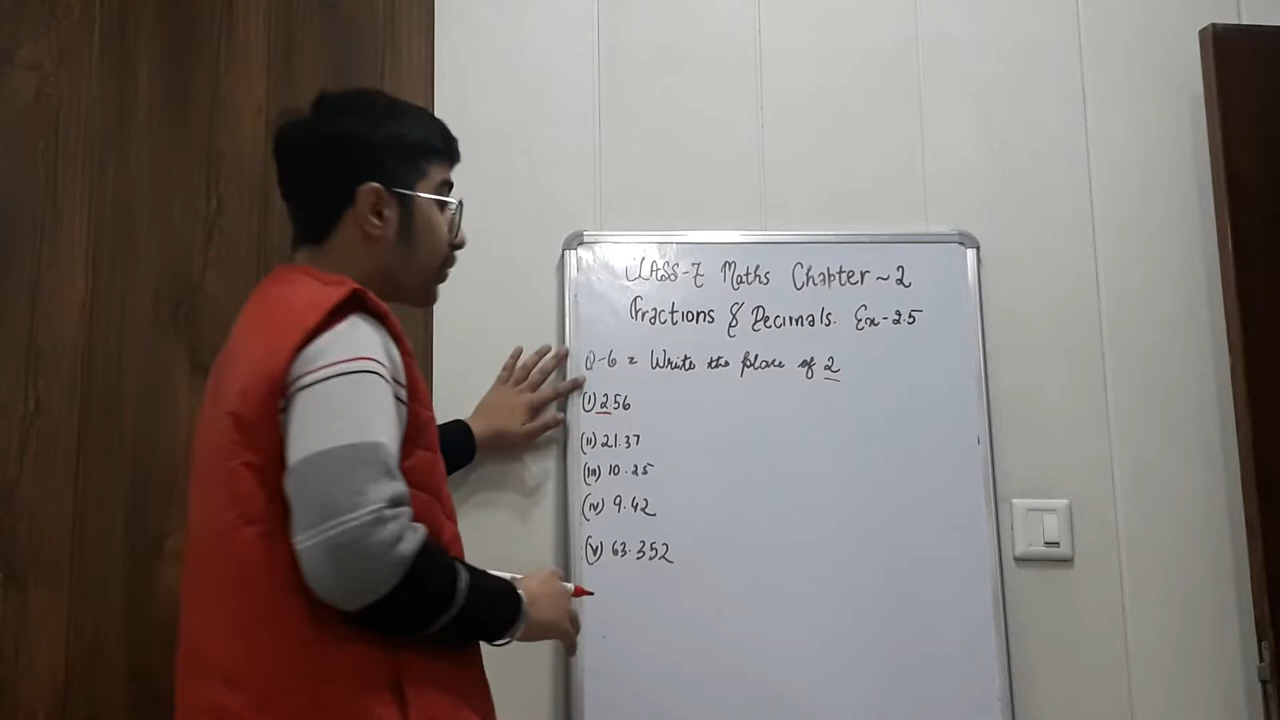 CLASS-7 Maths Chapter ~ 2
Fractions & Decimals. Ex-2.5
Q-6 = Write the place of 2
(i) 2.56
(ii) 21.37
(iii) 10.25
(iv) 9.42
(v) 63.352